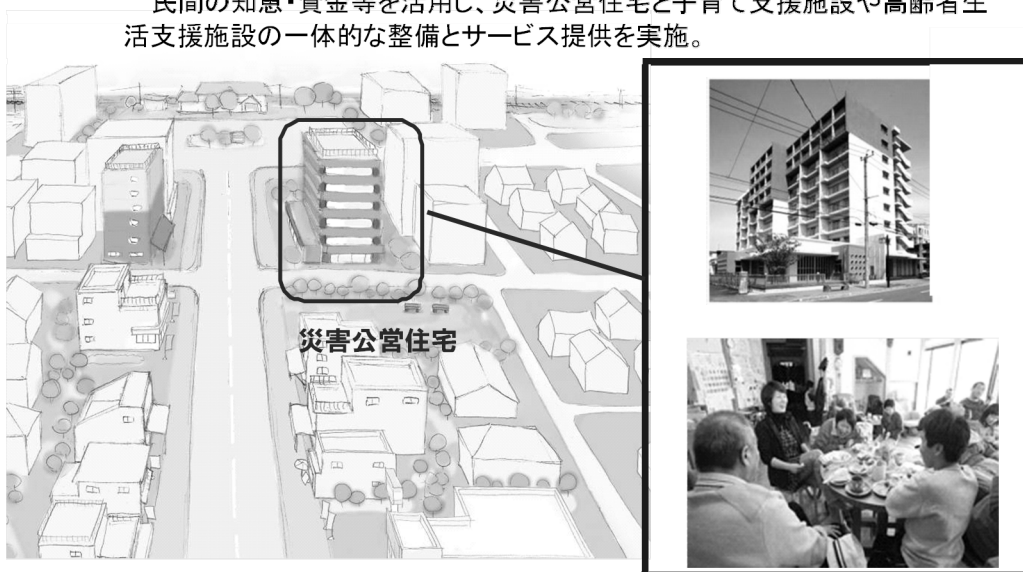 民間の知恵・資金等を活用し、災害公営住宅と子育て支援施設や高齢者生
活支援施設の一体的な整備とサービス提供を実施。
災害公営住宅